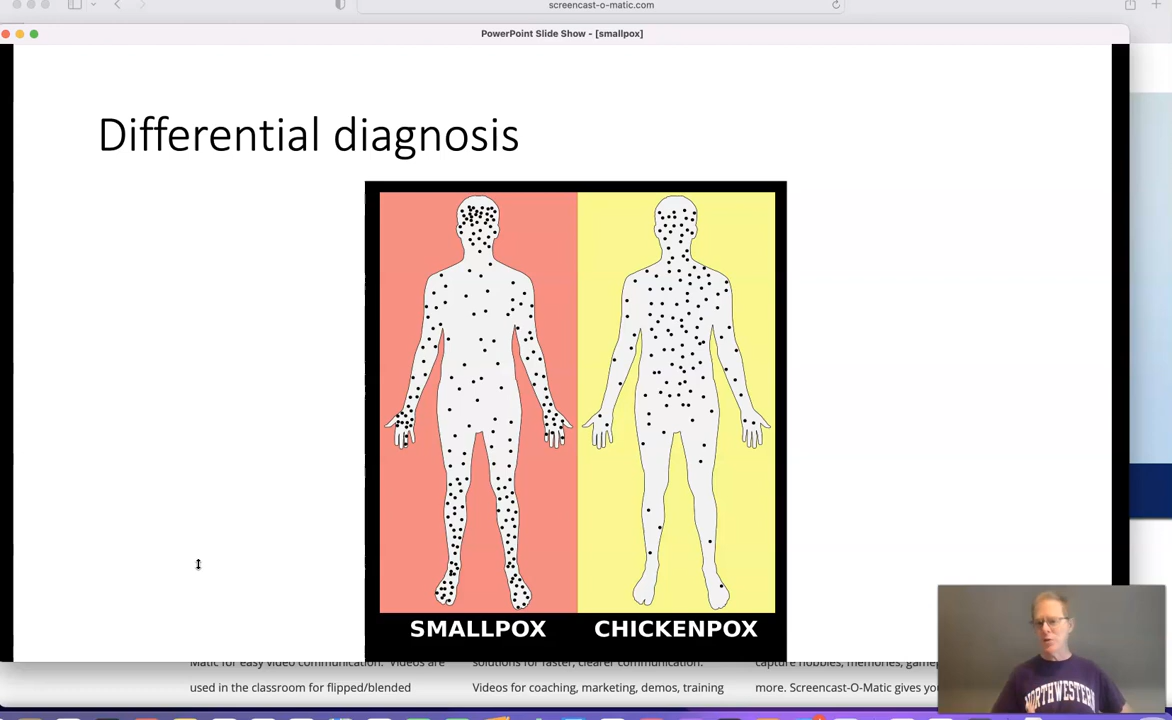 screencast-o-matic.com
PowerPoint Slide Show - [smallpox]
Differential diagnosis
SMALLPOX
CHICKENPOX
Matic for easy video communication. Videos are
used in the classroom for flipped/blended
solutions for faster, clearer communication.
Videos for coaching, marketing, demos, training
capture hobbies, memories, gamep
more. Screencast-O-Matic gives yo
NORTHWESTERN